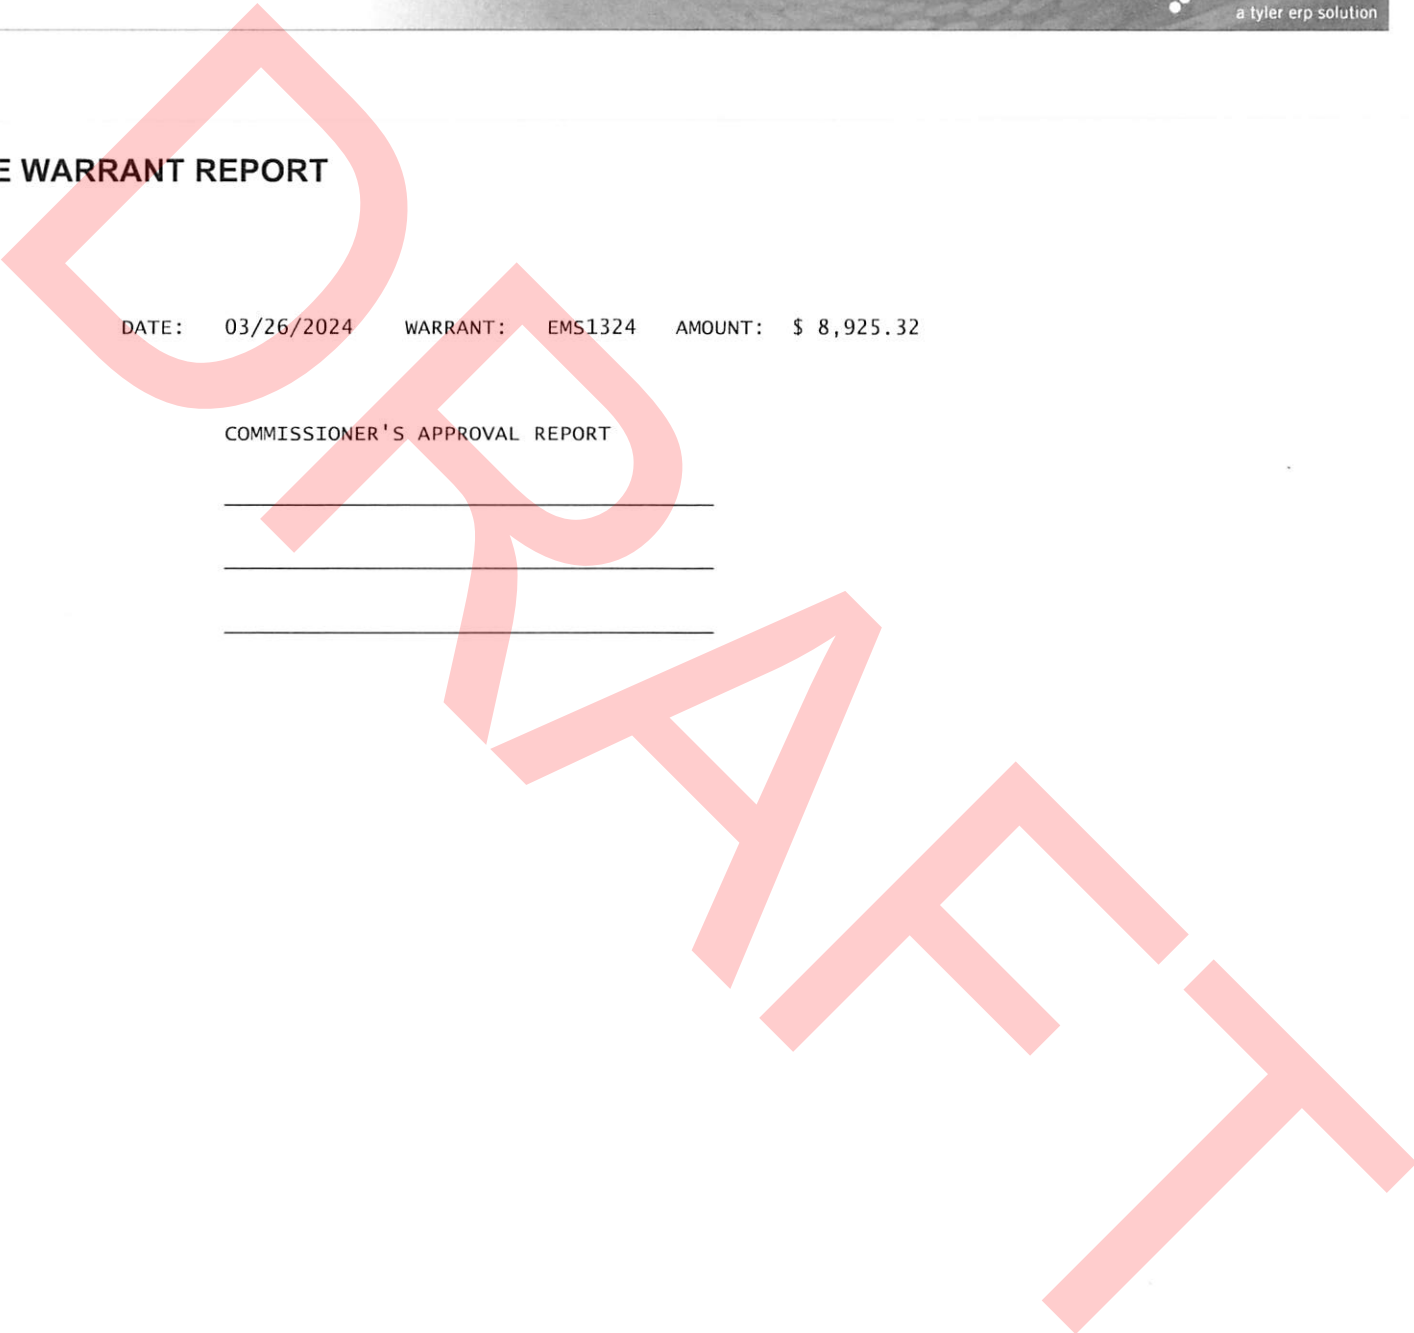 a tyler erp solution
E WARRANT REPORT
DATE: 03/26/2024 WARRANT: EMS1324 AMOUNT: $ 8,925.32
COMMISSIONER'S APPROVAL REPORT
DRAFT